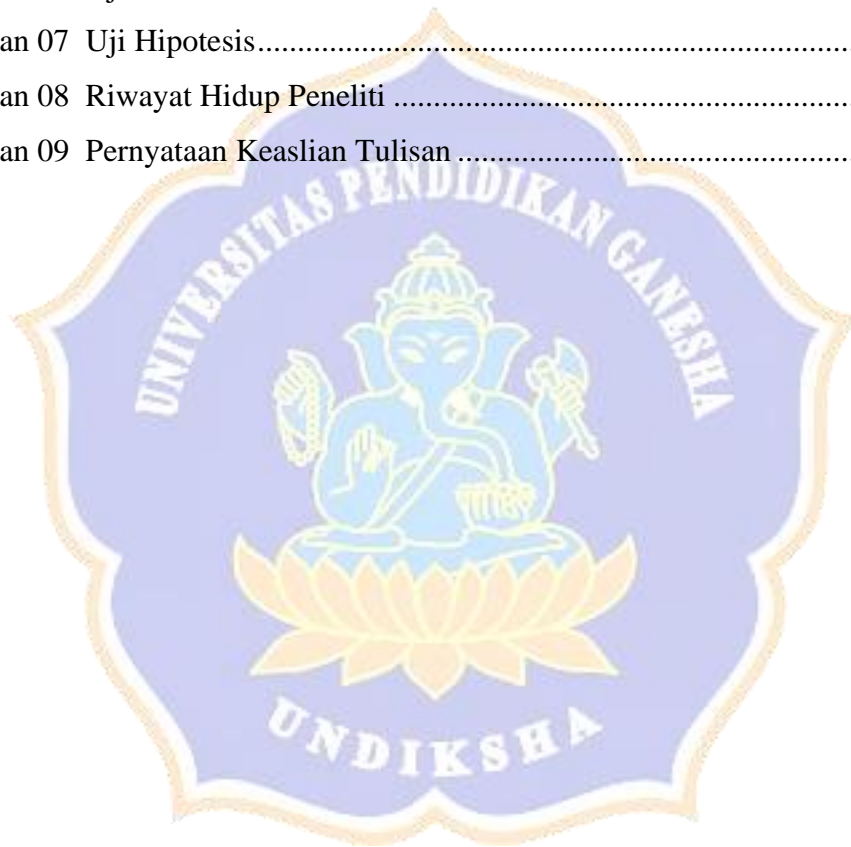 an 07 Uji Hipotesis....................................................................................
an 08 Riwayat Hidup Peneliti ................................................................
an 09 Pernyataan Keaslian Tulisan .......................................................
UNIVERSITAS PENDIDIKAN GANESHA
UNDIKSHA